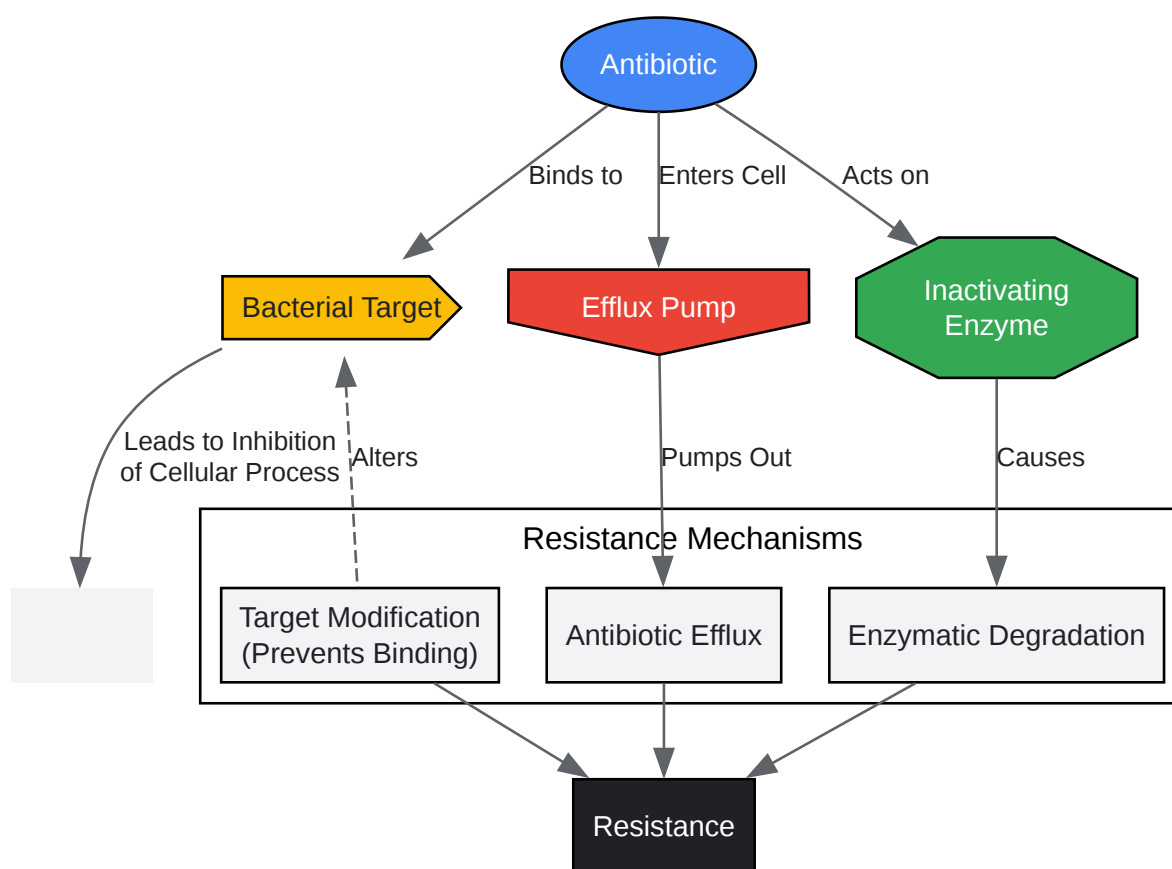 Antibiotic
Binds to
Enters Cell
Acts on
Bacterial Target
Efflux Pump
Inactivating
Enzyme
Leads to Inhibition
of Cellular Process
Alters
Pumps Out
Causes
Resistance Mechanisms
Target Modification
(Prevents Binding)
Antibiotic Efflux
Enzymatic Degradation
Resistance